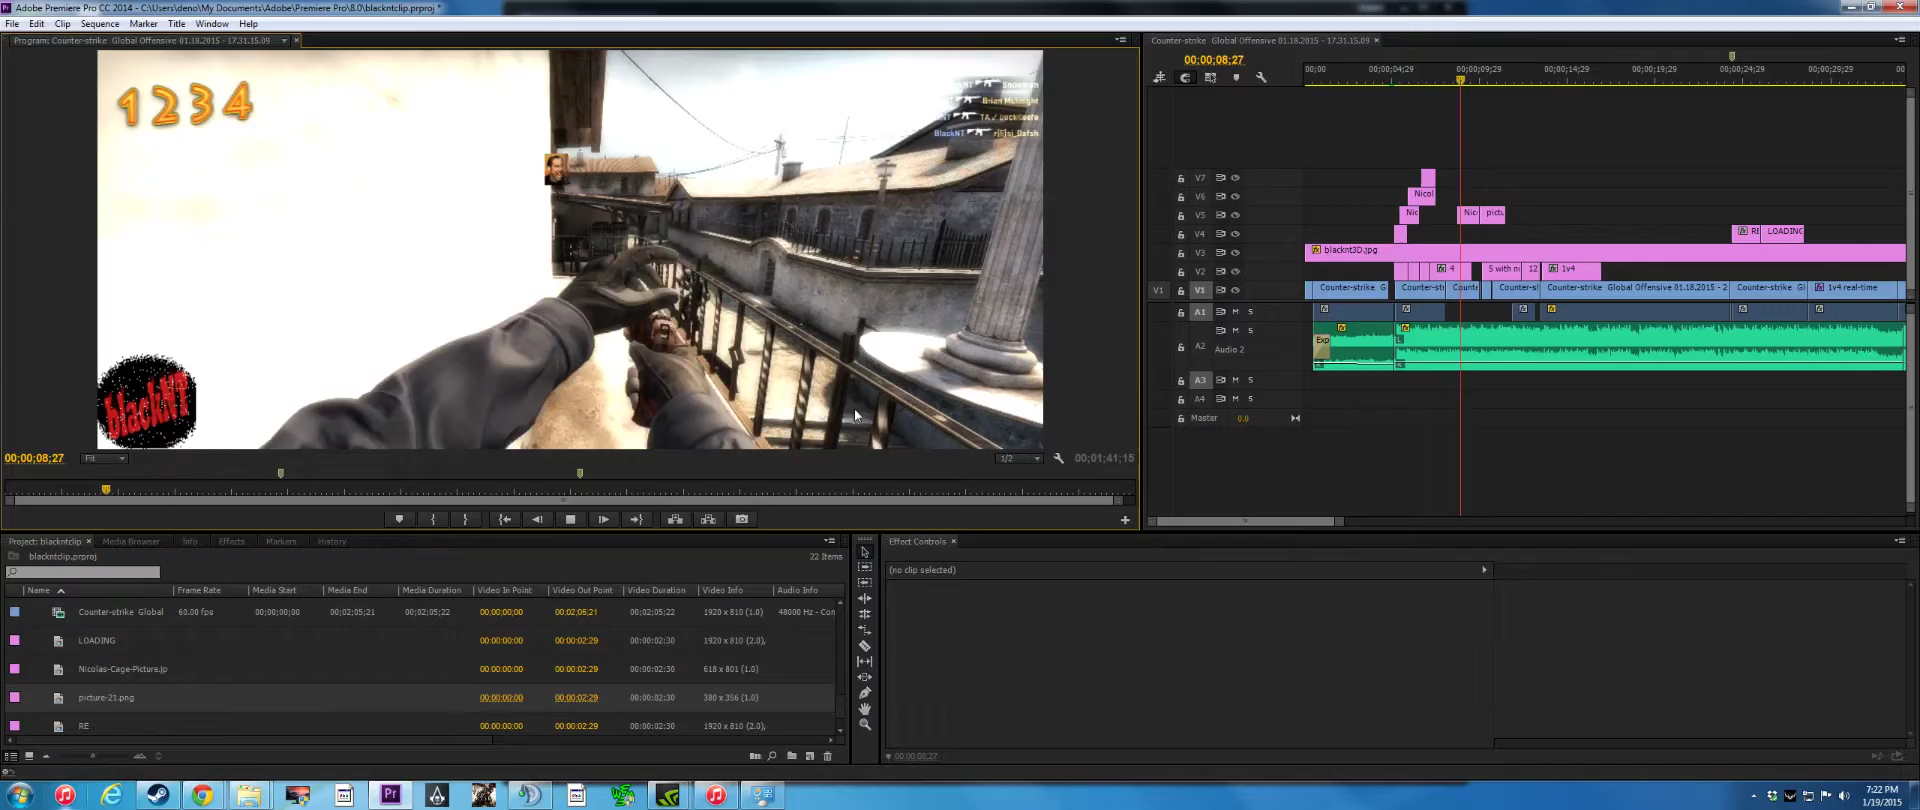 Adobe Premiere Pro CC 2014 - C:\Users\deno\My Documents\Adobe\Premiere Pro\8.0\blackntclip.prproj *
File Edit Clip Sequence Marker Title Window Help
Program: Counter-strike Global Offensive 01.18.2015 - 17.31.15.09
Counter-strike Global Offensive 01.18.2015 - 17.31.15.09
00;00;08;27
00;00 00;00;04;29 00;00;09;29 00;00;14;29 00;00;19;29 00;00;24;29 00;00;29;29 00
1 2 3 4
Snowman
Brian Mcknight
BlackNT
blackNT
V7
V6 Nicol
V5 Nic Nic pictu
V4 RE LOADING
V3 blacknt3D.jpg
V2 4 5 with ni 12 1v4
V1 V1 Counter-strike G Counter-str Counte Counter-st Counter-strike Global Offensive 01.18.2015 - 2 Counter-strike Gl 1v4 real-time
A1 M S
A2 M S
Audio 2
Exp
A3 M S
A4 M S
Master 0.0
00;00;08;27 Fit 1/2 00;01;41;15
Project: blackntclip Media Browser Info Effects Markers History
blackntclip.prproj 22 Items
Name Frame Rate Media Start Media End Media Duration Video In Point Video Out Point Video Duration Video Info Audio Info
Counter-strike Global 60.00 fps 00;00;00;00 00;02;05;21 00;02;05;22 00;00;00;00 00;02;05;21 00;02;05;22 1920 x 810 (1.0) 48000 Hz - Con
LOADING 00:00:00:00 00:00:02:29 00:00:02:30 1920 x 810 (2.0),
Nicolas-Cage-Picture.jp 00:00:00:00 00:00:02:29 00:00:02:30 618 x 801 (1.0)
picture-21.png 00:00:00:00 00:00:02:29 00:00:02:30 380 x 356 (1.0)
RE 00:00:00:00 00:00:02:29 00:00:02:30 1920 x 810 (2.0),
Effect Controls
(no clip selected)
00;00;08;27
Pr
7:22 PM
1/19/2015